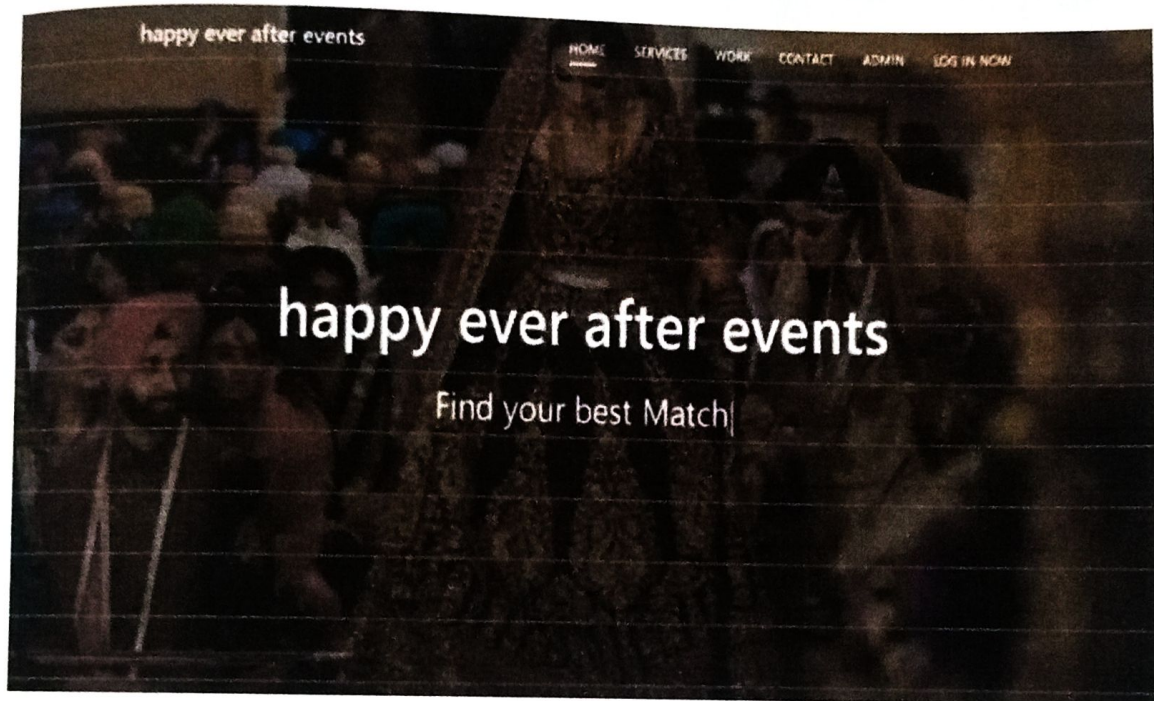 happy ever after events
HOME SERVICES WORK CONTACT ADMIN LOG IN NOW
happy ever after events
Find your best Match|